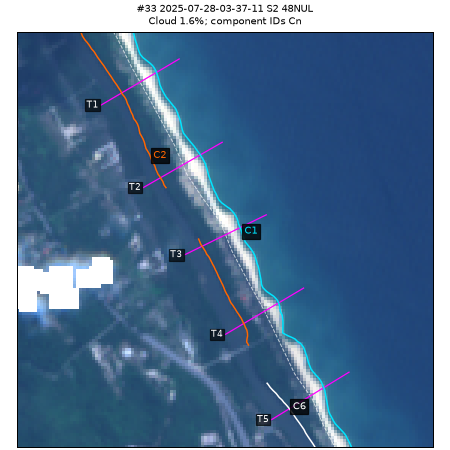 #33 2025-07-28-03-37-11 S2 48NUL
Cloud 1.6%; component IDs Cn
T1
C2
T2
C1
T3
T4
C6
T5